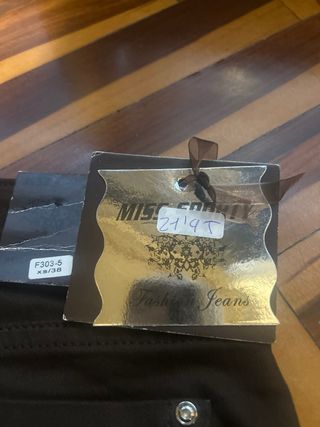 MISS SPORTY
21'95
Fashion Jeans
F303-5
XS/38